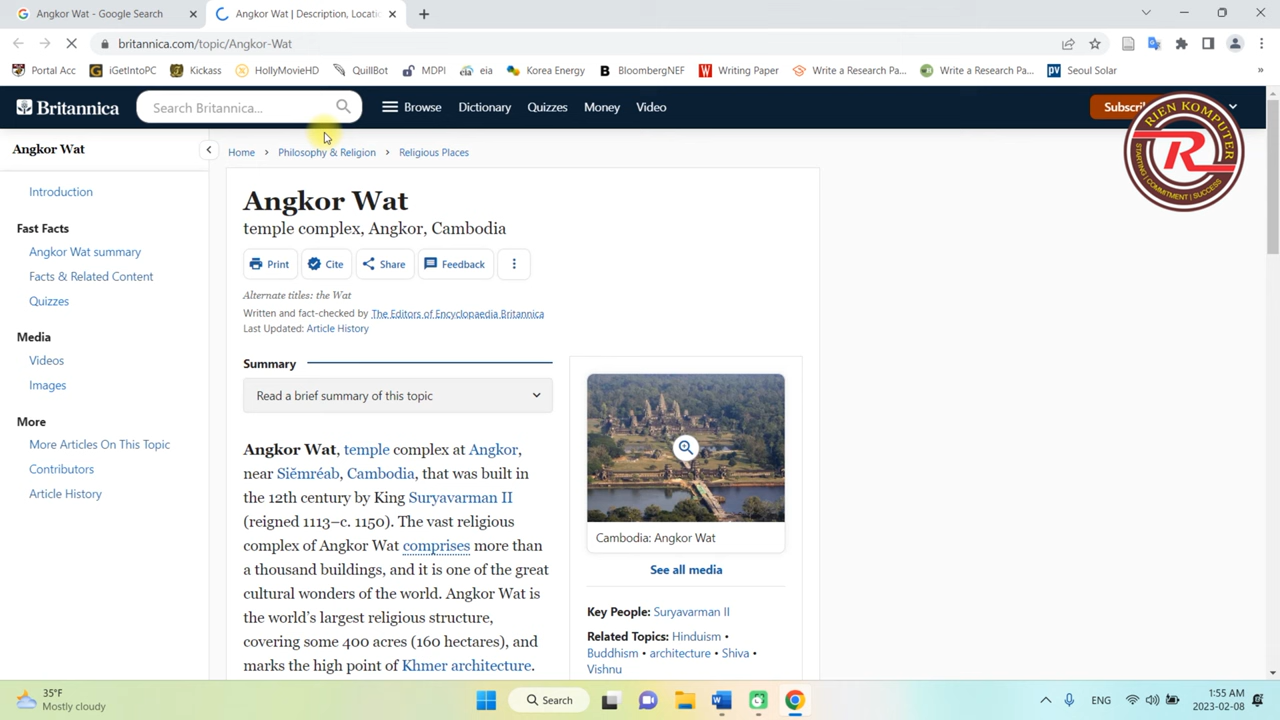 Angkor Wat - Google Search
Angkor Wat | Description, Locatio
britannica.com/topic/Angkor-Wat
Portal Acc
iGetIntoPC
Kickass
HollyMovieHD
QuillBot
MDPI
eia
Korea Energy
BloombergNEF
Writing Paper
Write a Research Pa...
Write a Research Pa...
Seoul Solar
Britannica
Search Britannica...
Browse
Dictionary
Quizzes
Money
Video
RIEN KOMPUTER
R
STARTING | COMMITMENT | SUCCESS
Angkor Wat
Introduction
Fast Facts
Angkor Wat summary
Facts & Related Content
Quizzes
Media
Videos
Images
More
More Articles On This Topic
Contributors
Article History
Home > Philosophy & Religion > Religious Places
Angkor Wat
temple complex, Angkor, Cambodia
Print
Cite
Share
Feedback
Alternate titles: the Wat
Written and fact-checked by The Editors of Encyclopaedia Britannica
Last Updated: Article History
Summary
Read a brief summary of this topic
Angkor Wat, temple complex at Angkor,
near Siĕmréab, Cambodia, that was built in
the 12th century by King Suryavarman II
(reigned 1113–c. 1150). The vast religious
complex of Angkor Wat comprises more than
a thousand buildings, and it is one of the great
cultural wonders of the world. Angkor Wat is
the world's largest religious structure,
covering some 400 acres (160 hectares), and
marks the high point of Khmer architecture.
Cambodia: Angkor Wat
See all media
Key People: Suryavarman II
Related Topics: Hinduism •
Buddhism • architecture • Shiva •
Vishnu
35°F
Mostly cloudy
Search
ENG
1:55 AM
2023-02-08